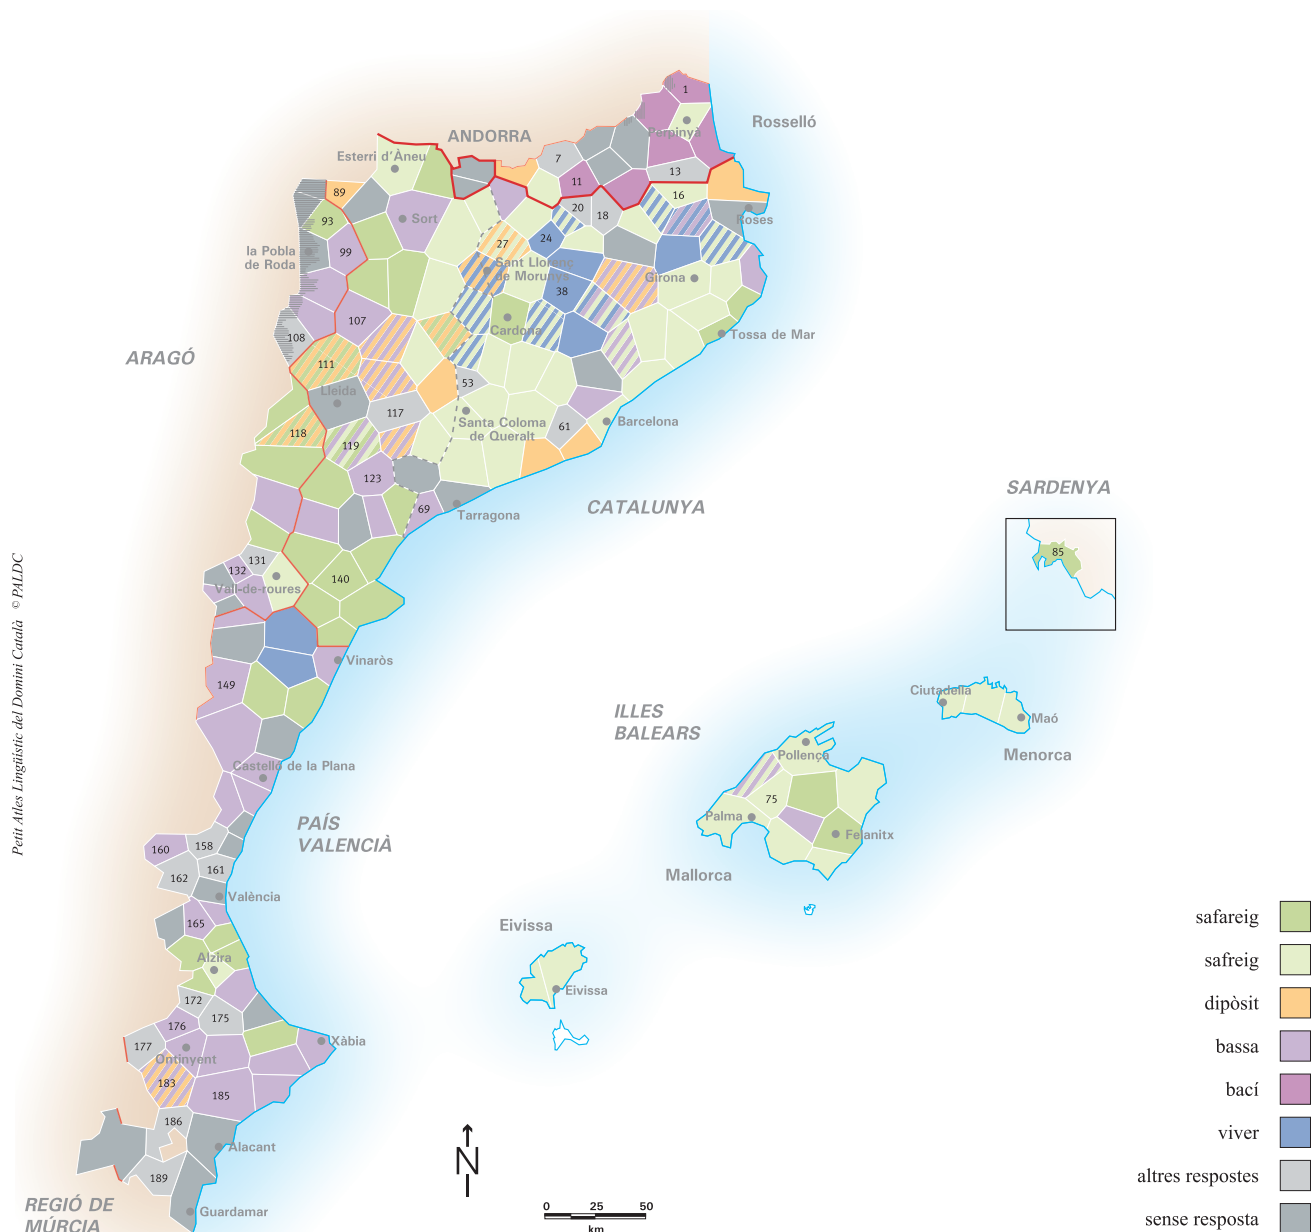 1
Rosselló
Perpinyà
ANDORRA
Esterri d'Àneu
7
13
11
89
16
20
18
Sort
Roses
93
24
27
la Pobla
de Roda
99
Sant Llorenç
de Morunys
Girona
38
107
Cardona
Tossa de Mar
108
ARAGÓ
111
53
Lleida
117
Santa Coloma
de Queralt
61
Barcelona
118
119
123
SARDENYA
69
Tarragona
CATALUNYA
85
131
132
140
Vall-de-roures
Petit Atles Lingüístic del Domini Català © PALDC
Vinaròs
149
Ciutadella
ILLES
BALEARS
Maó
Menorca
Pollença
Castelló de la Plana
75
Palma
Felanitx
PAÍS
VALENCIÀ
160
158
161
162
Mallorca
València
165
Eivissa
safareig
Alzira
safreig
Eivissa
172
175
dipòsit
176
Xàbia
177
Ontinyent
bassa
183
185
bací
186
viver
Alacant
N
189
altres respostes
REGIÓ DE
MÚRCIA
Guardamar
0 25 50
km
sense resposta